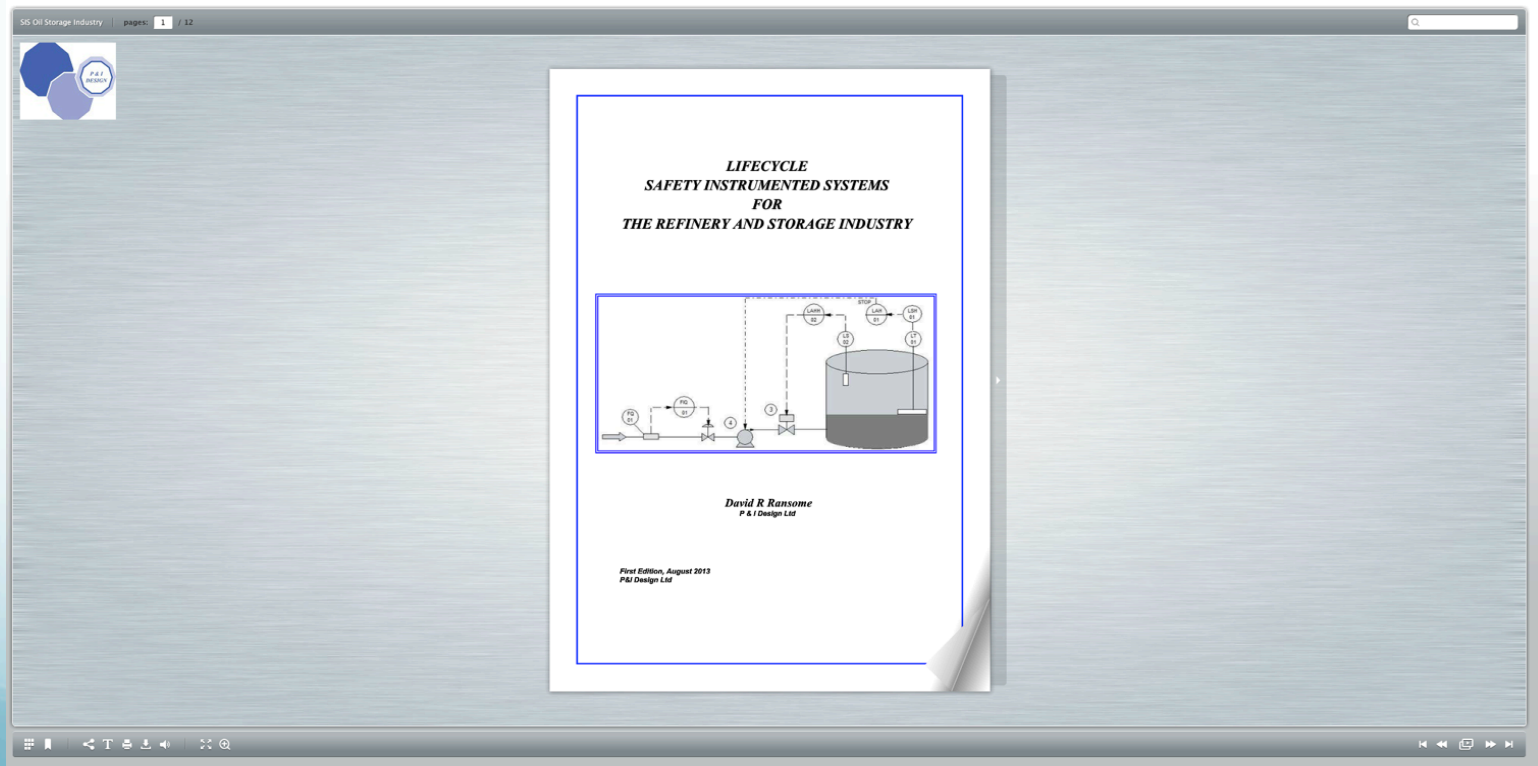 SIS Oil Storage Industry
pages: 1 / 12
P & I
DESIGN
LIFECYCLE
SAFETY INSTRUMENTED SYSTEMS
FOR
THE REFINERY AND STORAGE INDUSTRY
STOP
LAHH
02
LAH
01
LSH
01
LS
02
LT
01
FIQ
01
FQ
01
3
4
David R Ransome
P & I Design Ltd
First Edition, August 2013
P&I Design Ltd